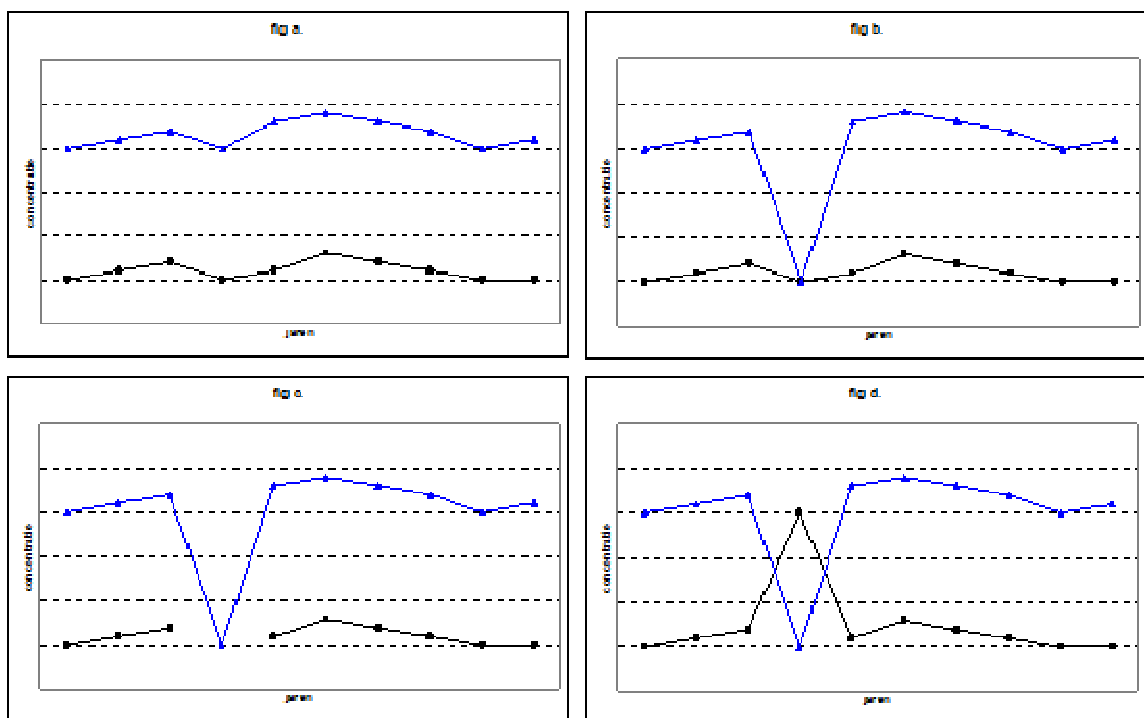 fig a.
concentratie
jaren
fig b.
concentratie
jaren
fig c.
concentratie
jaren
fig d.
concentratie
jaren